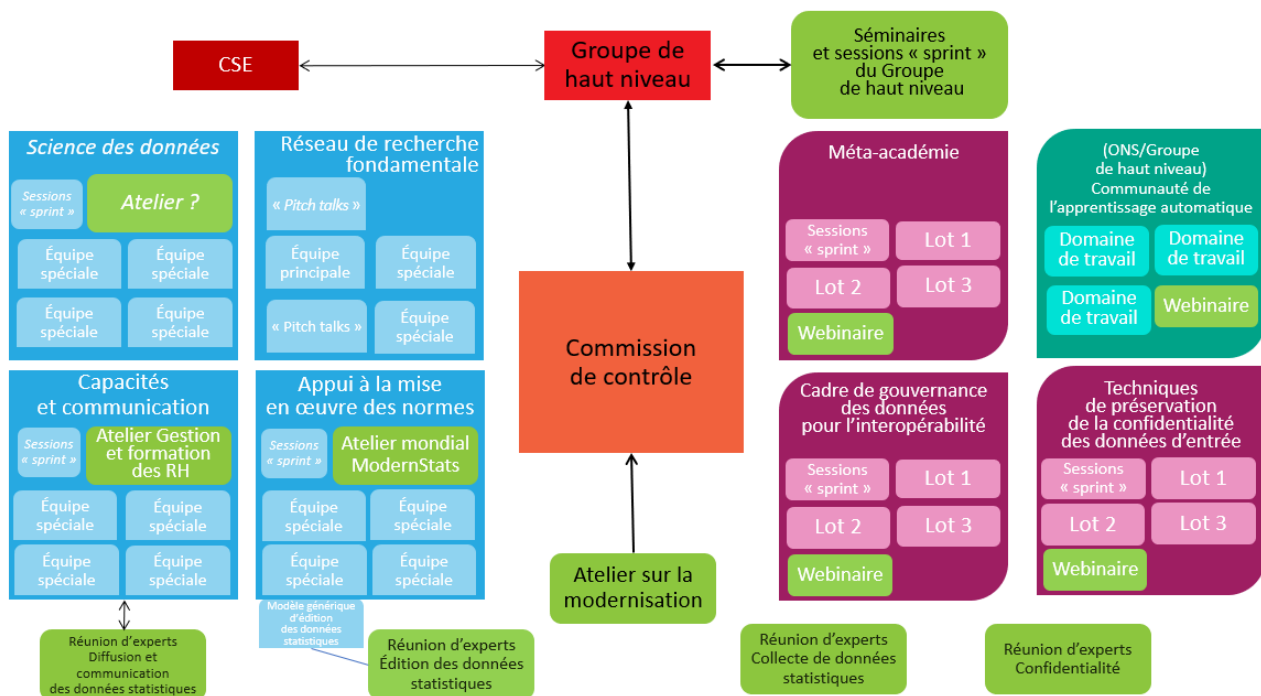 CSE
Groupe de
haut niveau
Séminaires
et sessions « sprint »
du Groupe
de haut niveau
Science des données
Sessions
« sprint »
Atelier ?
Équipe
spéciale
Équipe
spéciale
Équipe
spéciale
Équipe
spéciale
Réseau de recherche
fondamentale
« Pitch talks »
Équipe
principale
Équipe
spéciale
« Pitch talks »
Équipe
spéciale
Méta-académie
Sessions
« sprint »
Lot 1
Lot 2
Lot 3
Webinaire
(ONS/Groupe
de haut niveau)
Communauté de
l’apprentissage automatique
Domaine
de travail
Domaine
de travail
Domaine
de travail
Webinaire
Commission
de contrôle
Capacités
et communication
Sessions
« sprint »
Atelier Gestion
et formation
des RH
Équipe
spéciale
Équipe
spéciale
Équipe
spéciale
Équipe
spéciale
Appui à la mise
en œuvre des normes
Sessions
« sprint »
Atelier mondial
ModernStats
Équipe
spéciale
Équipe
spéciale
Équipe
spéciale
Équipe
spéciale
Cadre de gouvernance
des données
pour l’interopérabilité
Sessions
« sprint »
Lot 1
Lot 2
Lot 3
Webinaire
Techniques
de préservation
de la confidentialité
des données d’entrée
Sessions
« sprint »
Lot 1
Lot 2
Lot 3
Webinaire
Atelier sur la
modernisation
Modèle générique
d’édition
des données
statistiques
Réunion d’experts
Diffusion et
communication
des données statistiques
Réunion d’experts
Édition des données
statistiques
Réunion d’experts
Collecte de données
statistiques
Réunion d’experts
Confidentialité